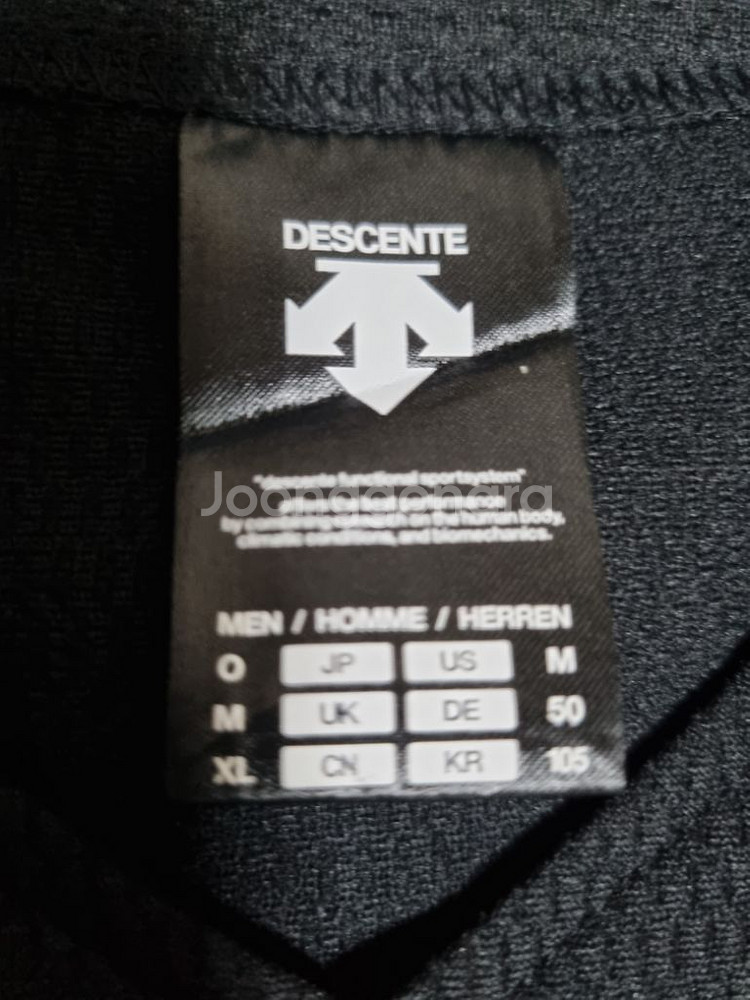 DESCENTE
"descente functional sportsystem"
by combining research on the human body,
climatic conditions, and biomechanics.
Joonggonara
MEN / HOMME / HERREN
O JP US M
M UK DE 50
XL CN KR 105